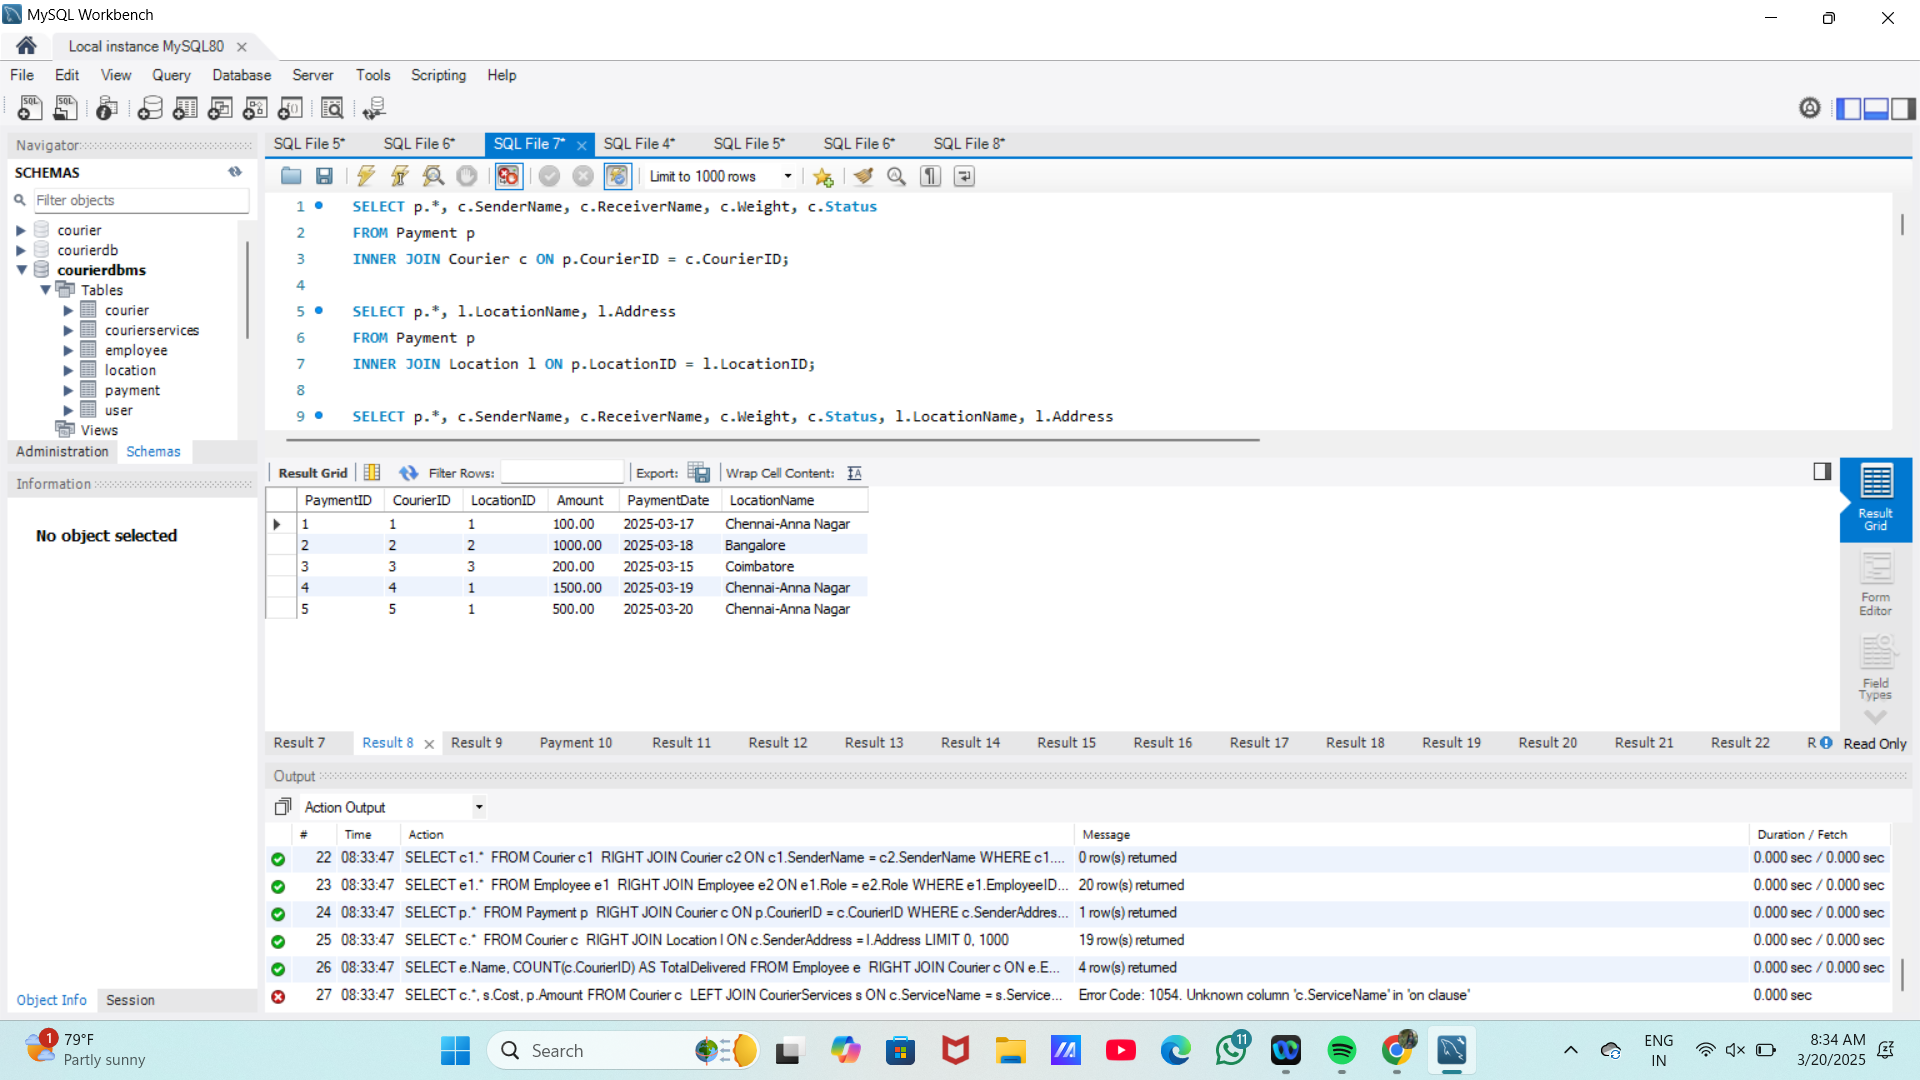 MySQL Workbench
Local instance MySQL80
File Edit View Query Database Server Tools Scripting Help
Navigator
SCHEMAS
Filter objects
courier
courierdb
courierdbms
Tables
courier
courierservices
employee
location
payment
user
Views
Administration Schemas
Information
No object selected
Object Info Session
SQL File 5* SQL File 6* SQL File 7* SQL File 4* SQL File 5* SQL File 6* SQL File 8*
Limit to 1000 rows
1 SELECT p.*, c.SenderName, c.ReceiverName, c.Weight, c.Status
2 FROM Payment p
3 INNER JOIN Courier c ON p.CourierID = c.CourierID;
4
5 SELECT p.*, l.LocationName, l.Address
6 FROM Payment p
7 INNER JOIN Location l ON p.LocationID = l.LocationID;
8
9 SELECT p.*, c.SenderName, c.ReceiverName, c.Weight, c.Status, l.LocationName, l.Address
Result Grid Filter Rows: Export: Wrap Cell Content:
PaymentID CourierID LocationID Amount PaymentDate LocationName
1 1 1 100.00 2025-03-17 Chennai-Anna Nagar
2 2 2 1000.00 2025-03-18 Bangalore
3 3 3 200.00 2025-03-15 Coimbatore
4 4 1 1500.00 2025-03-19 Chennai-Anna Nagar
5 5 1 500.00 2025-03-20 Chennai-Anna Nagar
Result
Grid
Form
Editor
Field
Types
Result 7 Result 8 Result 9 Payment 10 Result 11 Result 12 Result 13 Result 14 Result 15 Result 16 Result 17 Result 18 Result 19 Result 20 Result 21 Result 22 R Read Only
Output
Action Output
# Time Action Message Duration / Fetch
22 08:33:47 SELECT c1.* FROM Courier c1 RIGHT JOIN Courier c2 ON c1.SenderName = c2.SenderName WHERE c1.... 0 row(s) returned 0.000 sec / 0.000 sec
23 08:33:47 SELECT e1.* FROM Employee e1 RIGHT JOIN Employee e2 ON e1.Role = e2.Role WHERE e1.EmployeeID... 20 row(s) returned 0.000 sec / 0.000 sec
24 08:33:47 SELECT p.* FROM Payment p RIGHT JOIN Courier c ON p.CourierID = c.CourierID WHERE c.SenderAddres... 1 row(s) returned 0.000 sec / 0.000 sec
25 08:33:47 SELECT c.* FROM Courier c RIGHT JOIN Location l ON c.SenderAddress = l.Address LIMIT 0, 1000 19 row(s) returned 0.000 sec / 0.000 sec
26 08:33:47 SELECT e.Name, COUNT(c.CourierID) AS TotalDelivered FROM Employee e RIGHT JOIN Courier c ON e.E... 4 row(s) returned 0.000 sec / 0.000 sec
27 08:33:47 SELECT c.*, s.Cost, p.Amount FROM Courier c LEFT JOIN CourierServices s ON c.ServiceName = s.Service... Error Code: 1054. Unknown column 'c.ServiceName' in 'on clause' 0.000 sec
1
79°F
Partly sunny
Search
11
ENG
IN
8:34 AM
3/20/2025